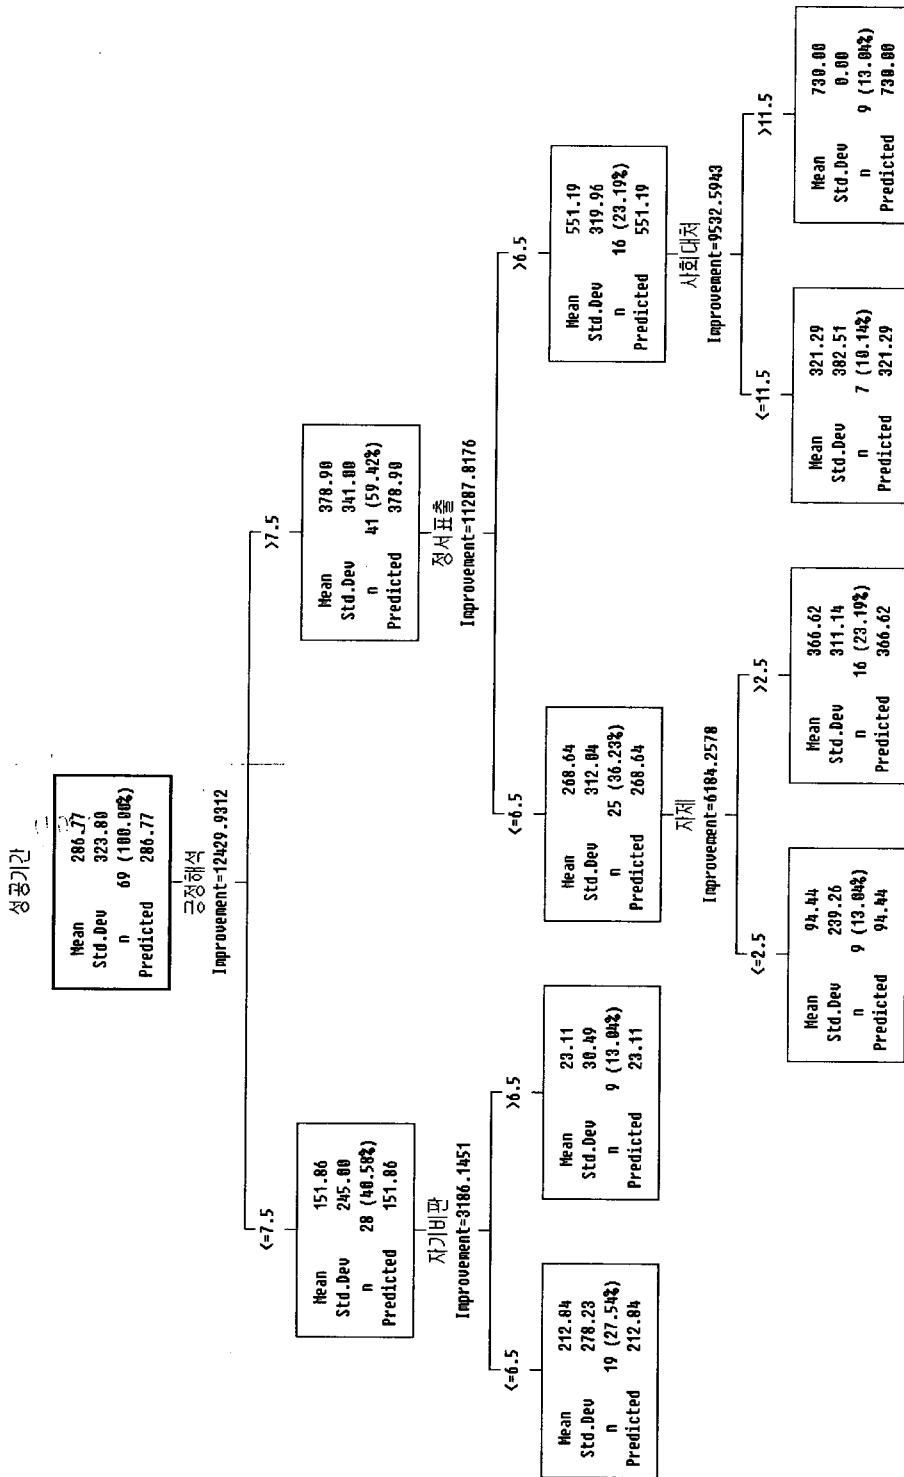 성공기간
Mean 286.77
Std.Dev 323.80
n 69 (100.00%)
Predicted 286.77
긍정해석
Improvement=12429.9312
<=7.5
>7.5
Mean 151.86
Std.Dev 245.00
n 28 (40.58%)
Predicted 151.86
자기비판
Improvement=3186.1451
Mean 378.90
Std.Dev 341.00
n 41 (59.42%)
Predicted 378.90
정서표출
Improvement=11287.8176
<=6.5
>6.5
<=6.5
>6.5
Mean 212.84
Std.Dev 278.23
n 19 (27.54%)
Predicted 212.84
Mean 23.11
Std.Dev 30.49
n 9 (13.04%)
Predicted 23.11
Mean 268.64
Std.Dev 312.04
n 25 (36.23%)
Predicted 268.64
자제
Improvement=6184.2578
Mean 551.19
Std.Dev 319.96
n 16 (23.19%)
Predicted 551.19
사회대처
Improvement=9532.5943
<=2.5
>2.5
<=11.5
>11.5
Mean 94.44
Std.Dev 239.26
n 9 (13.04%)
Predicted 94.44
Mean 366.62
Std.Dev 311.14
n 16 (23.19%)
Predicted 366.62
Mean 321.29
Std.Dev 382.51
n 7 (10.14%)
Predicted 321.29
Mean 730.00
Std.Dev 0.00
n 9 (13.04%)
Predicted 730.00